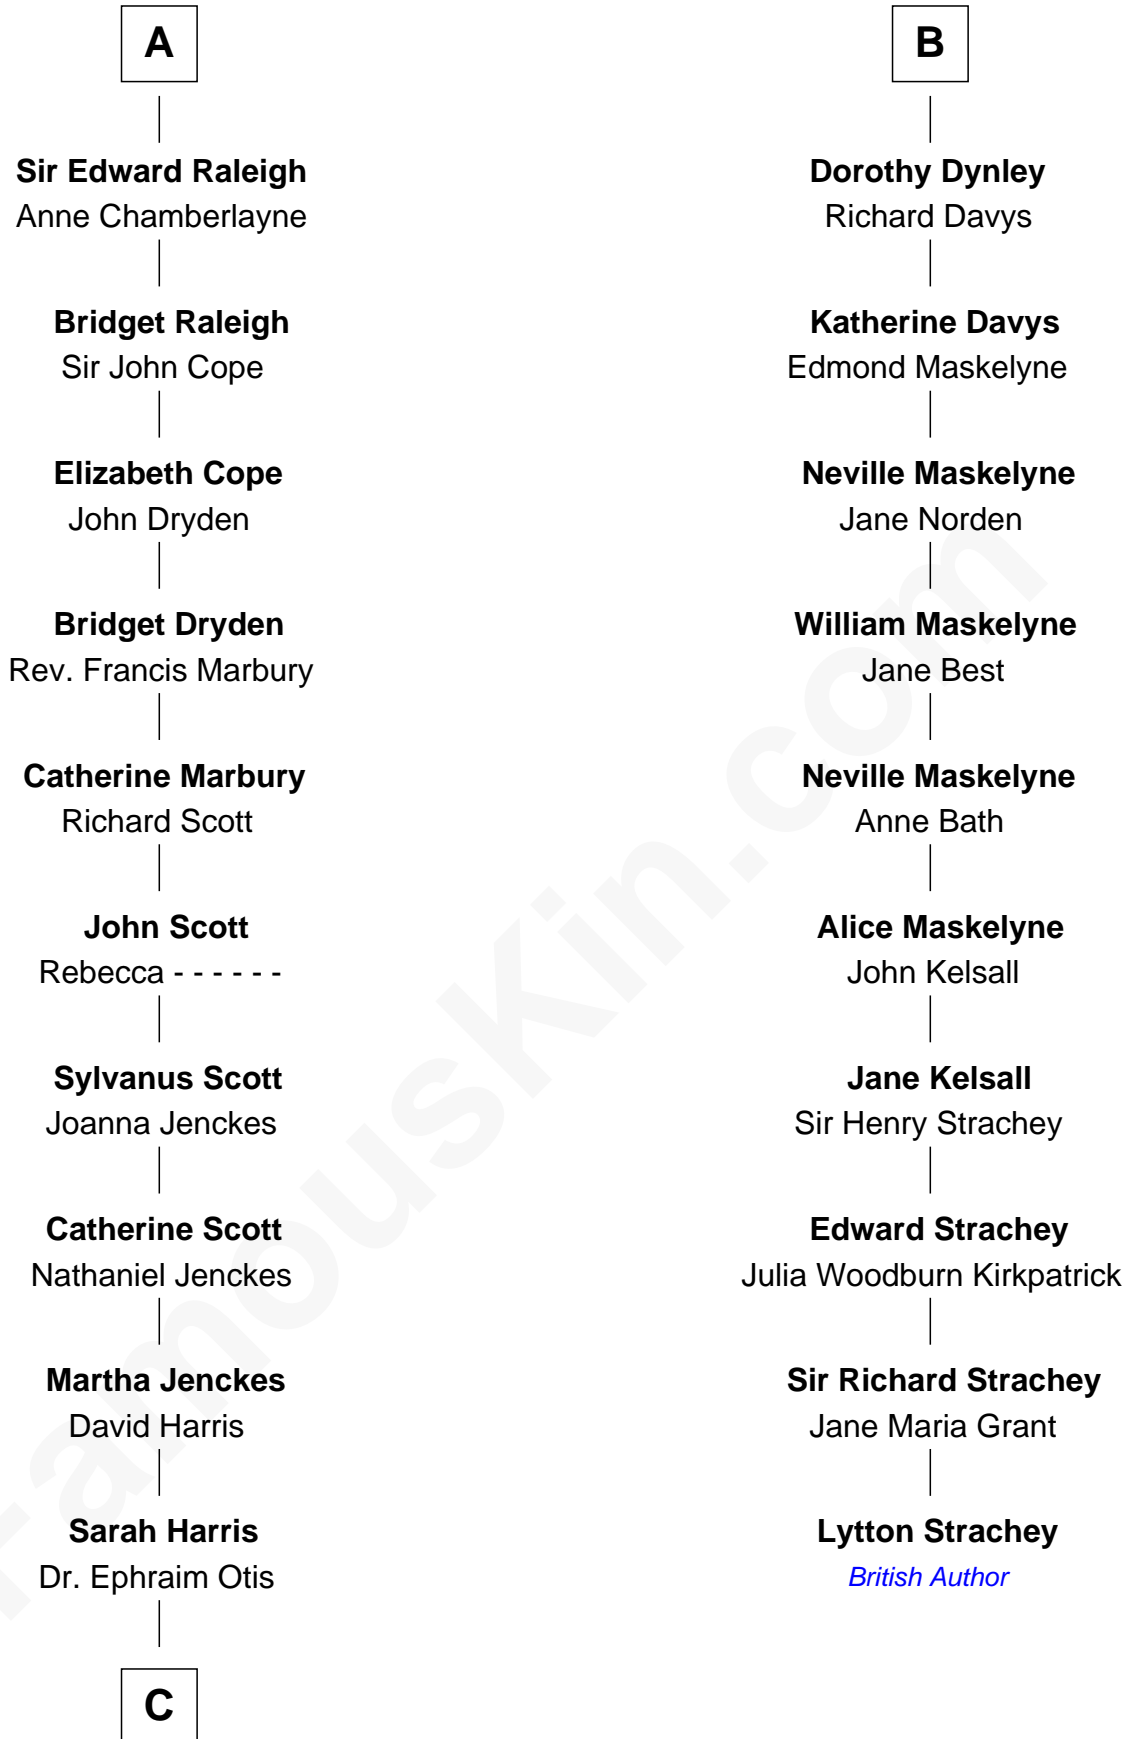 A
Sir Edward Raleigh
Anne Chamberlayne
Bridget Raleigh
Sir John Cope
Elizabeth Cope
John Dryden
Bridget Dryden
Rev. Francis Marbury
Catherine Marbury
Richard Scott
John Scott
Rebecca - - - - - -
Sylvanus Scott
Joanna Jenckes
Catherine Scott
Nathaniel Jenckes
Martha Jenckes
David Harris
Sarah Harris
Dr. Ephraim Otis
C
B
Dorothy Dynley
Richard Davys
Katherine Davys
Edmond Maskelyne
Neville Maskelyne
Jane Norden
William Maskelyne
Jane Best
Neville Maskelyne
Anne Bath
Alice Maskelyne
John Kelsall
Jane Kelsall
Sir Henry Strachey
Edward Strachey
Julia Woodburn Kirkpatrick
Sir Richard Strachey
Jane Maria Grant
Lytton Strachey
British Author
FamousKin.com